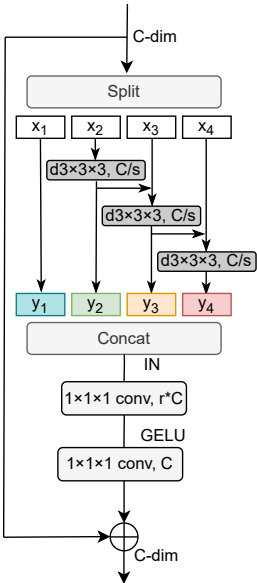 C-dim
Split
x1 x2 x3 x4
d3×3×3, C/s
d3×3×3, C/s
d3×3×3, C/s
y1 y2 y3 y4
Concat
IN
1×1×1 conv, r*C
GELU
1×1×1 conv, C
C-dim